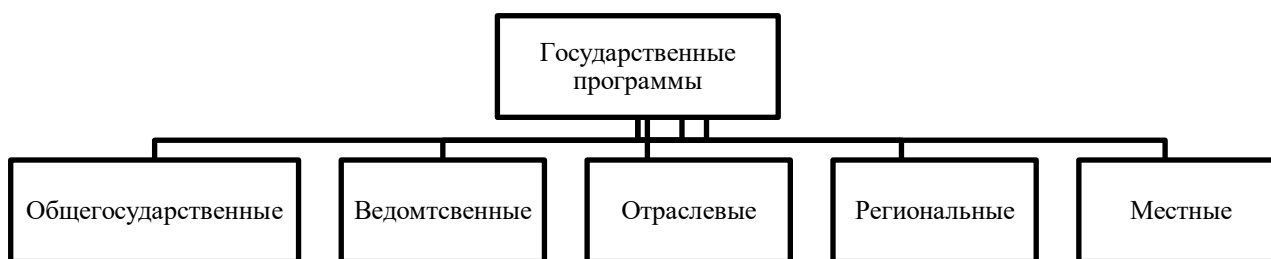 Государственные
программы
Общегосударственные
Ведомтсвенные
Отраслевые
Региональные
Местные